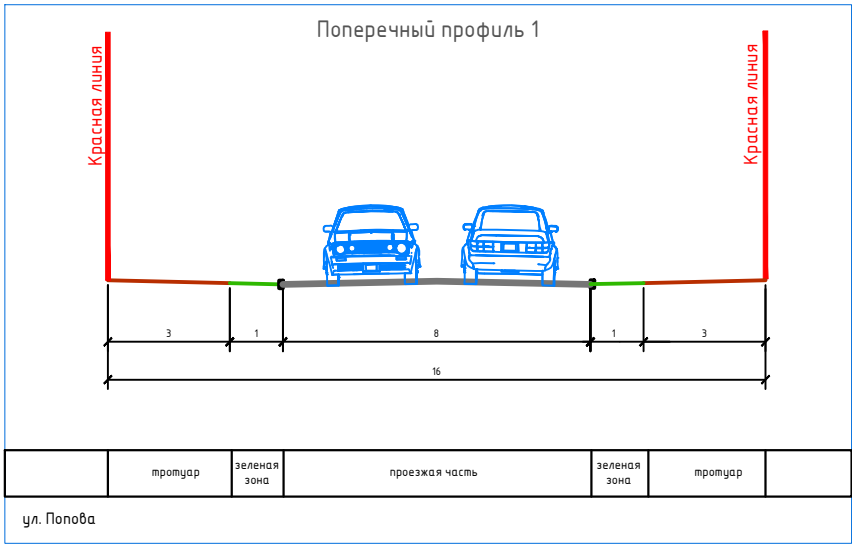 Поперечный профиль 1
Красная линия
Красная линия
3
1
8
1
3
16
тротуар
зеленая
зона
проезжая часть
зеленая
зона
тротуар
ул. Попова